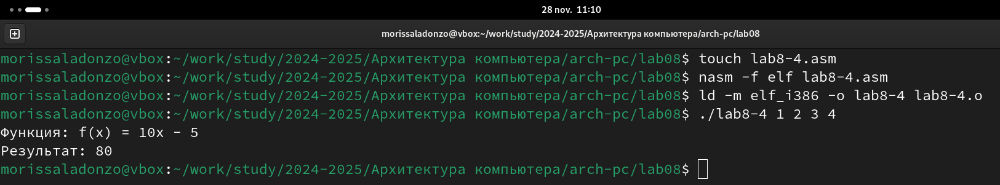 28 nov. 11:10
morissaladonzo@vbox:~/work/study/2024-2025/Архитектура компьютера/arch-pc/lab08
morissaladonzo@vbox:~/work/study/2024-2025/Архитектура компьютера/arch-pc/lab08$ touch lab8-4.asm
morissaladonzo@vbox:~/work/study/2024-2025/Архитектура компьютера/arch-pc/lab08$ nasm -f elf lab8-4.asm
morissaladonzo@vbox:~/work/study/2024-2025/Архитектура компьютера/arch-pc/lab08$ ld -m elf_i386 -o lab8-4 lab8-4.o
morissaladonzo@vbox:~/work/study/2024-2025/Архитектура компьютера/arch-pc/lab08$ ./lab8-4 1 2 3 4
Функция: f(x) = 10x - 5
Результат: 80
morissaladonzo@vbox:~/work/study/2024-2025/Архитектура компьютера/arch-pc/lab08$